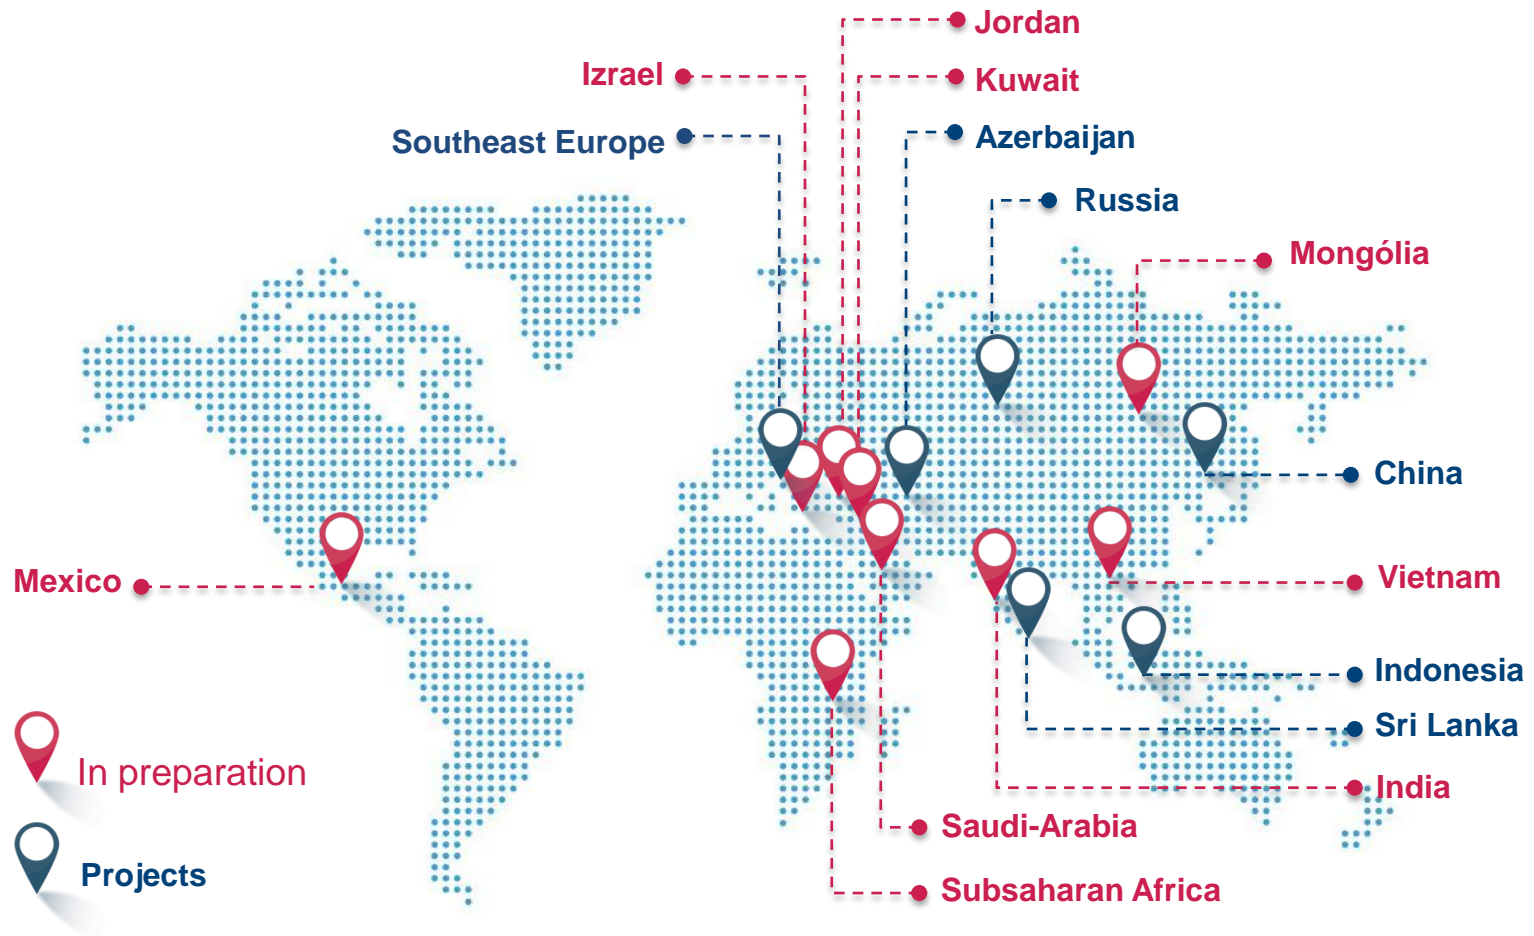 Jordan
Izrael
Kuwait
Southeast Europe
Azerbaijan
Russia
Mongólia
China
Mexico
Vietnam
Indonesia
Sri Lanka
In preparation
India
Saudi-Arabia
Projects
Subsaharan Africa